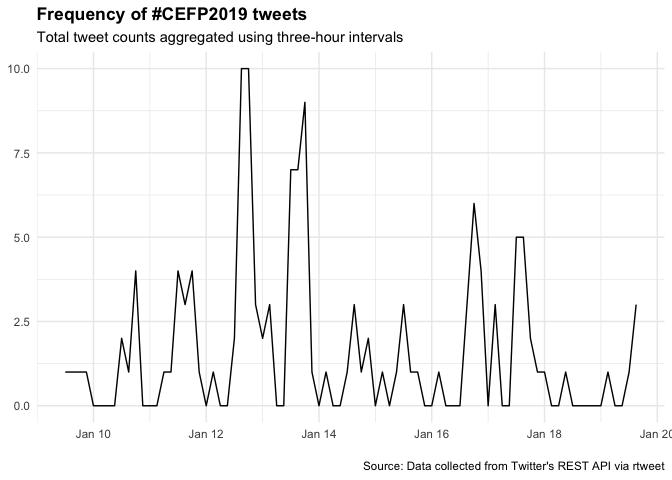 Frequency of #CEFP2019 tweets
Total tweet counts aggregated using three-hour intervals
10.0
7.5
5.0
2.5
0.0
Jan 10 Jan 12 Jan 14 Jan 16 Jan 18 Jan 20
Source: Data collected from Twitter's REST API via rtweet